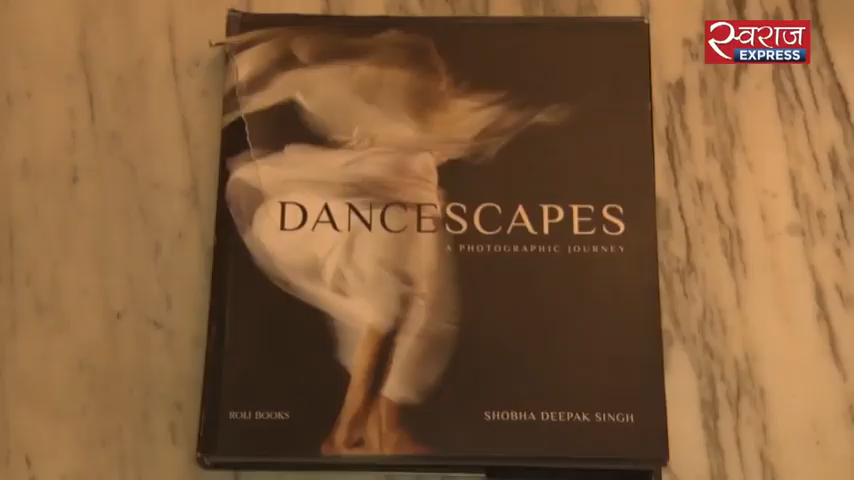 स्वराज
EXPRESS
DANCESCAPES
A PHOTOGRAPHIC JOURNEY
ROLI BOOKS
SHOBHA DEEPAK SINGH